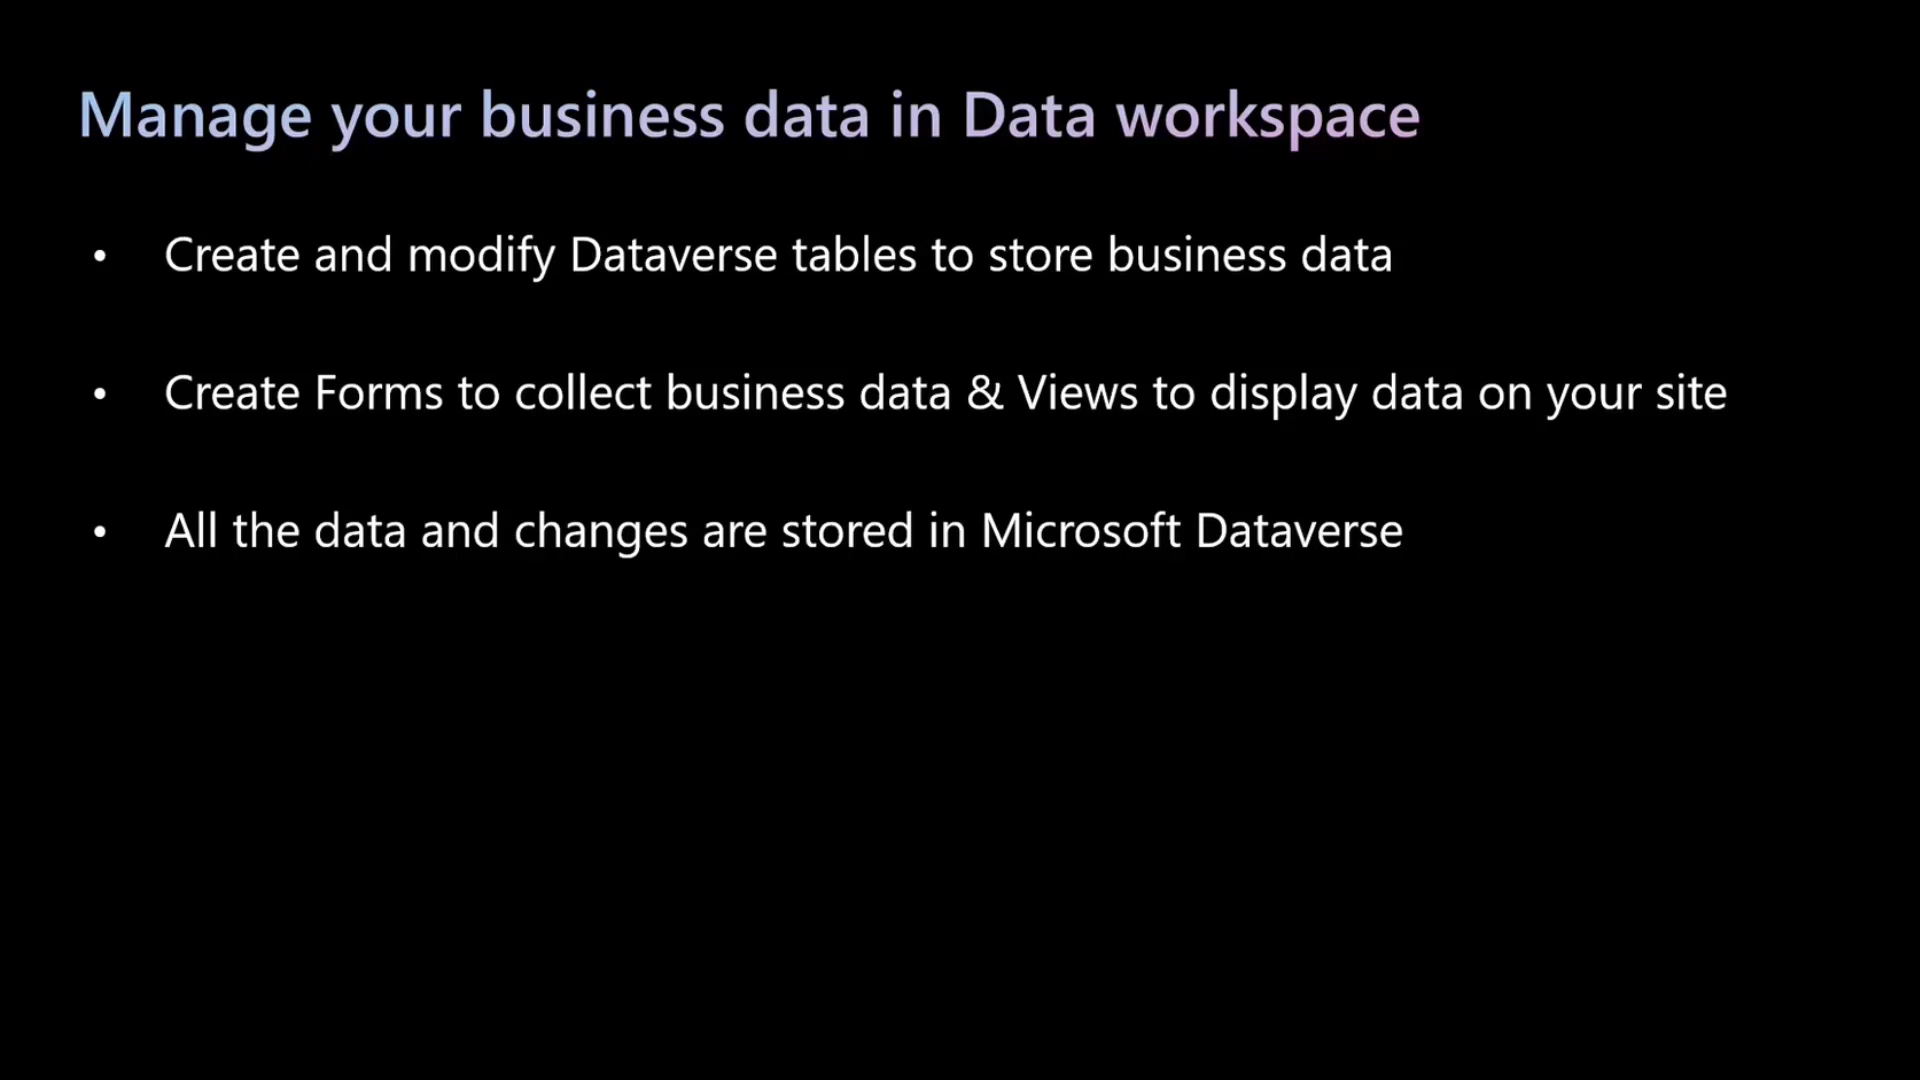 Manage your business data in Data workspace
• Create and modify Dataverse tables to store business data
• Create Forms to collect business data & Views to display data on your site
• All the data and changes are stored in Microsoft Dataverse